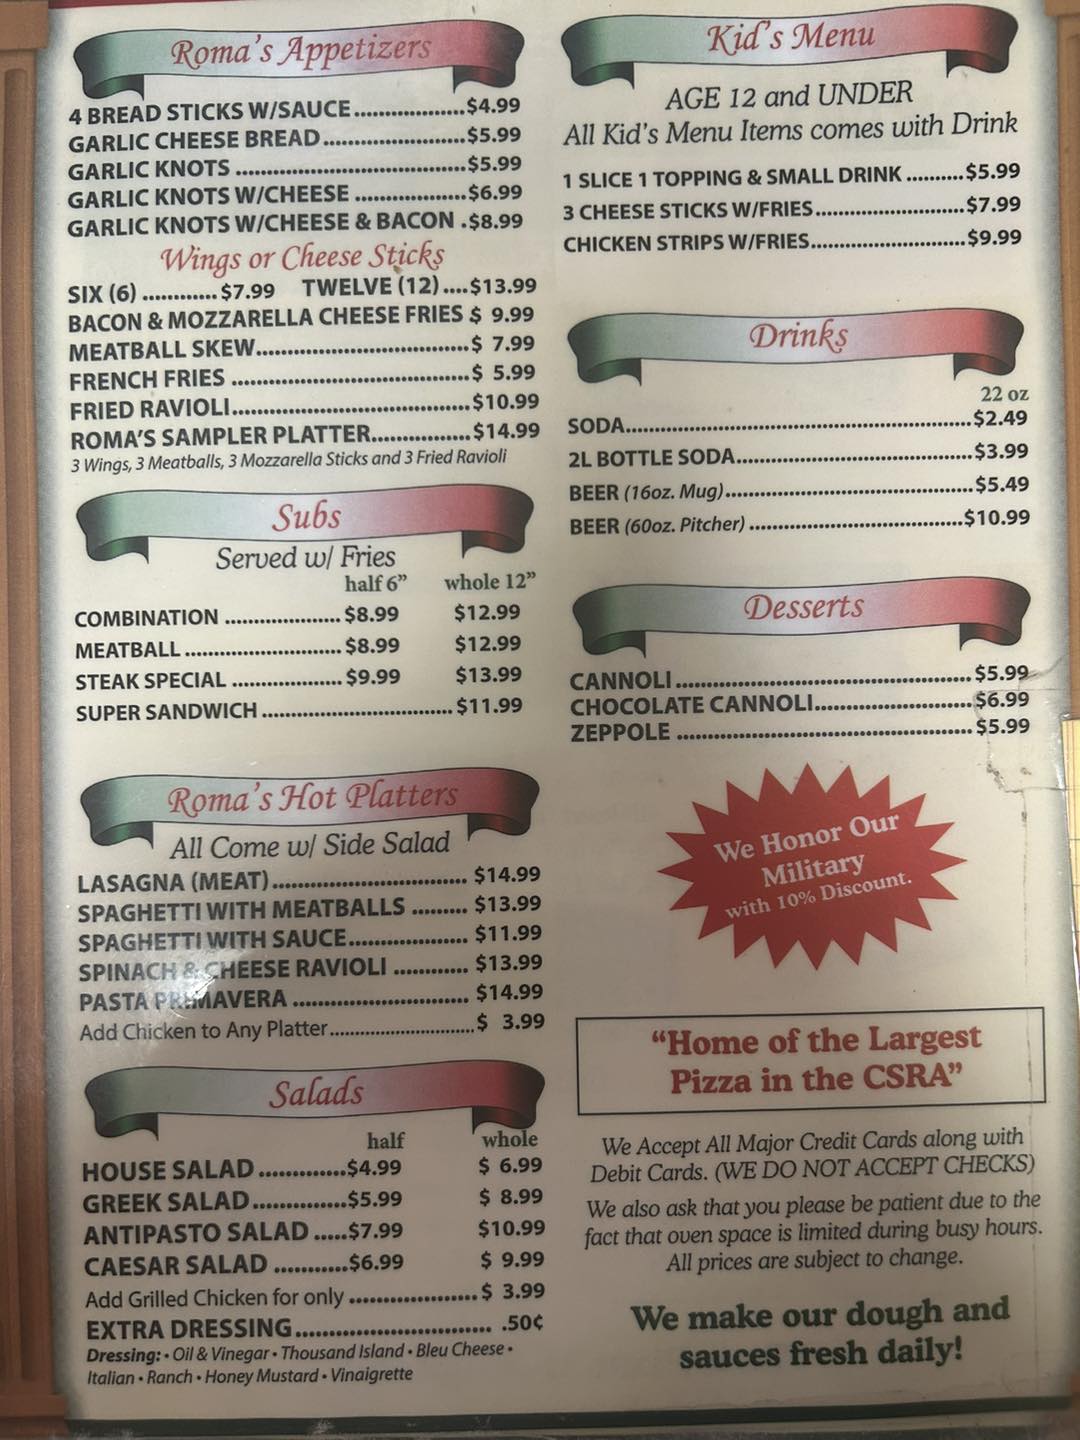 Roma's Appetizers
4 BREAD STICKS W/SAUCE...................$4.99
GARLIC CHEESE BREAD.........................$5.99
GARLIC KNOTS ........................................$5.99
GARLIC KNOTS W/CHEESE ...................$6.99
GARLIC KNOTS W/CHEESE & BACON .$8.99
Wings or Cheese Sticks
SIX (6) ............. $7.99 TWELVE (12)....$13.99
BACON & MOZZARELLA CHEESE FRIES $ 9.99
MEATBALL SKEW.....................................$ 7.99
FRENCH FRIES .........................................$ 5.99
FRIED RAVIOLI.........................................$10.99
ROMA'S SAMPLER PLATTER.................$14.99
3 Wings, 3 Meatballs, 3 Mozzarella Sticks and 3 Fried Ravioli
Subs
Served w/ Fries
half 6" whole 12"
COMBINATION .................... $8.99 $12.99
MEATBALL ........................... $8.99 $12.99
STEAK SPECIAL ................... $9.99 $13.99
SUPER SANDWICH ................................. $11.99
Roma's Hot Platters
All Come w/ Side Salad
LASAGNA (MEAT).................................. $14.99
SPAGHETTI WITH MEATBALLS ......... $13.99
SPAGHETTI WITH SAUCE..................... $11.99
SPINACH & CHEESE RAVIOLI ............. $13.99
PASTA PRIMAVERA .............................. $14.99
Add Chicken to Any Platter.........................$ 3.99
Salads
half whole
HOUSE SALAD ...............$4.99 $ 6.99
GREEK SALAD................$5.99 $ 8.99
ANTIPASTO SALAD .....$7.99 $10.99
CAESAR SALAD ............$6.99 $ 9.99
Add Grilled Chicken for only ......................$ 3.99
EXTRA DRESSING................................... .50¢
Dressing: • Oil & Vinegar • Thousand Island • Bleu Cheese •
Italian • Ranch • Honey Mustard • Vinaigrette
Kid's Menu
AGE 12 and UNDER
All Kid's Menu Items comes with Drink
1 SLICE 1 TOPPING & SMALL DRINK ..........$5.99
3 CHEESE STICKS W/FRIES..........................$7.99
CHICKEN STRIPS W/FRIES...........................$9.99
Drinks
22 oz
SODA............................................................$2.49
2L BOTTLE SODA.........................................$3.99
BEER (16oz. Mug)...........................................$5.49
BEER (60oz. Pitcher) .....................................$10.99
Desserts
CANNOLI................................................... $5.99
CHOCOLATE CANNOLI...........................$6.99
ZEPPOLE ................................................... $5.99
We Honor Our
Military
with 10% Discount.
"Home of the Largest
Pizza in the CSRA"
We Accept All Major Credit Cards along with
Debit Cards. (WE DO NOT ACCEPT CHECKS)
We also ask that you please be patient due to the
fact that oven space is limited during busy hours.
All prices are subject to change.
We make our dough and
sauces fresh daily!